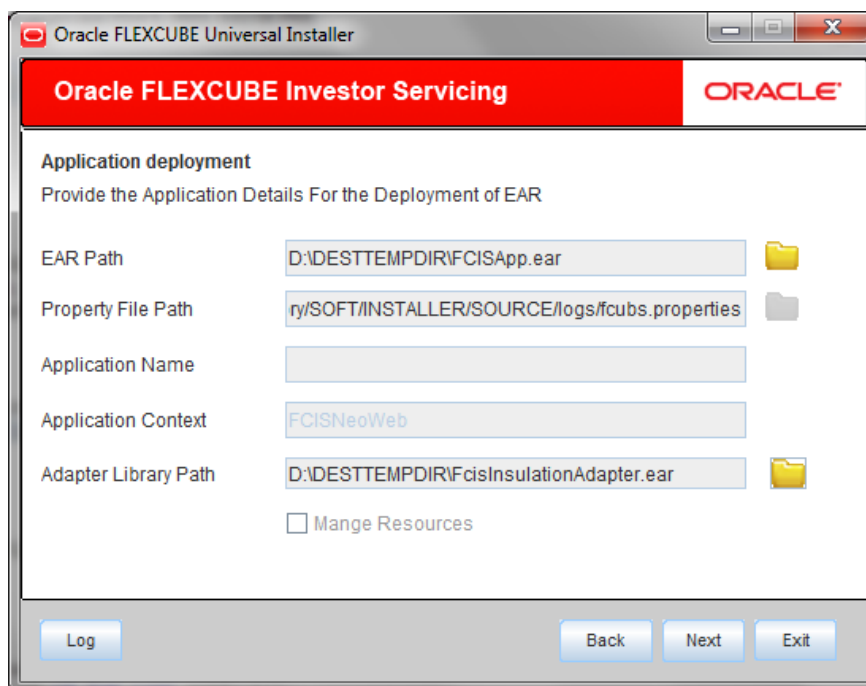 Oracle FLEXCUBE Universal Installer
Oracle FLEXCUBE Investor Servicing
ORACLE
Application deployment
Provide the Application Details For the Deployment of EAR
EAR Path
D:\DESTTEMPDIR\FCISApp.ear
Property File Path
ry/SOFT/INSTALLER/SOURCE/logs/fcubs.properties
Application Name
Application Context
FCISNeoWeb
Adapter Library Path
D:\DESTTEMPDIR\FcisInsulationAdapter.ear
Mange Resources
Log
Back
Next
Exit